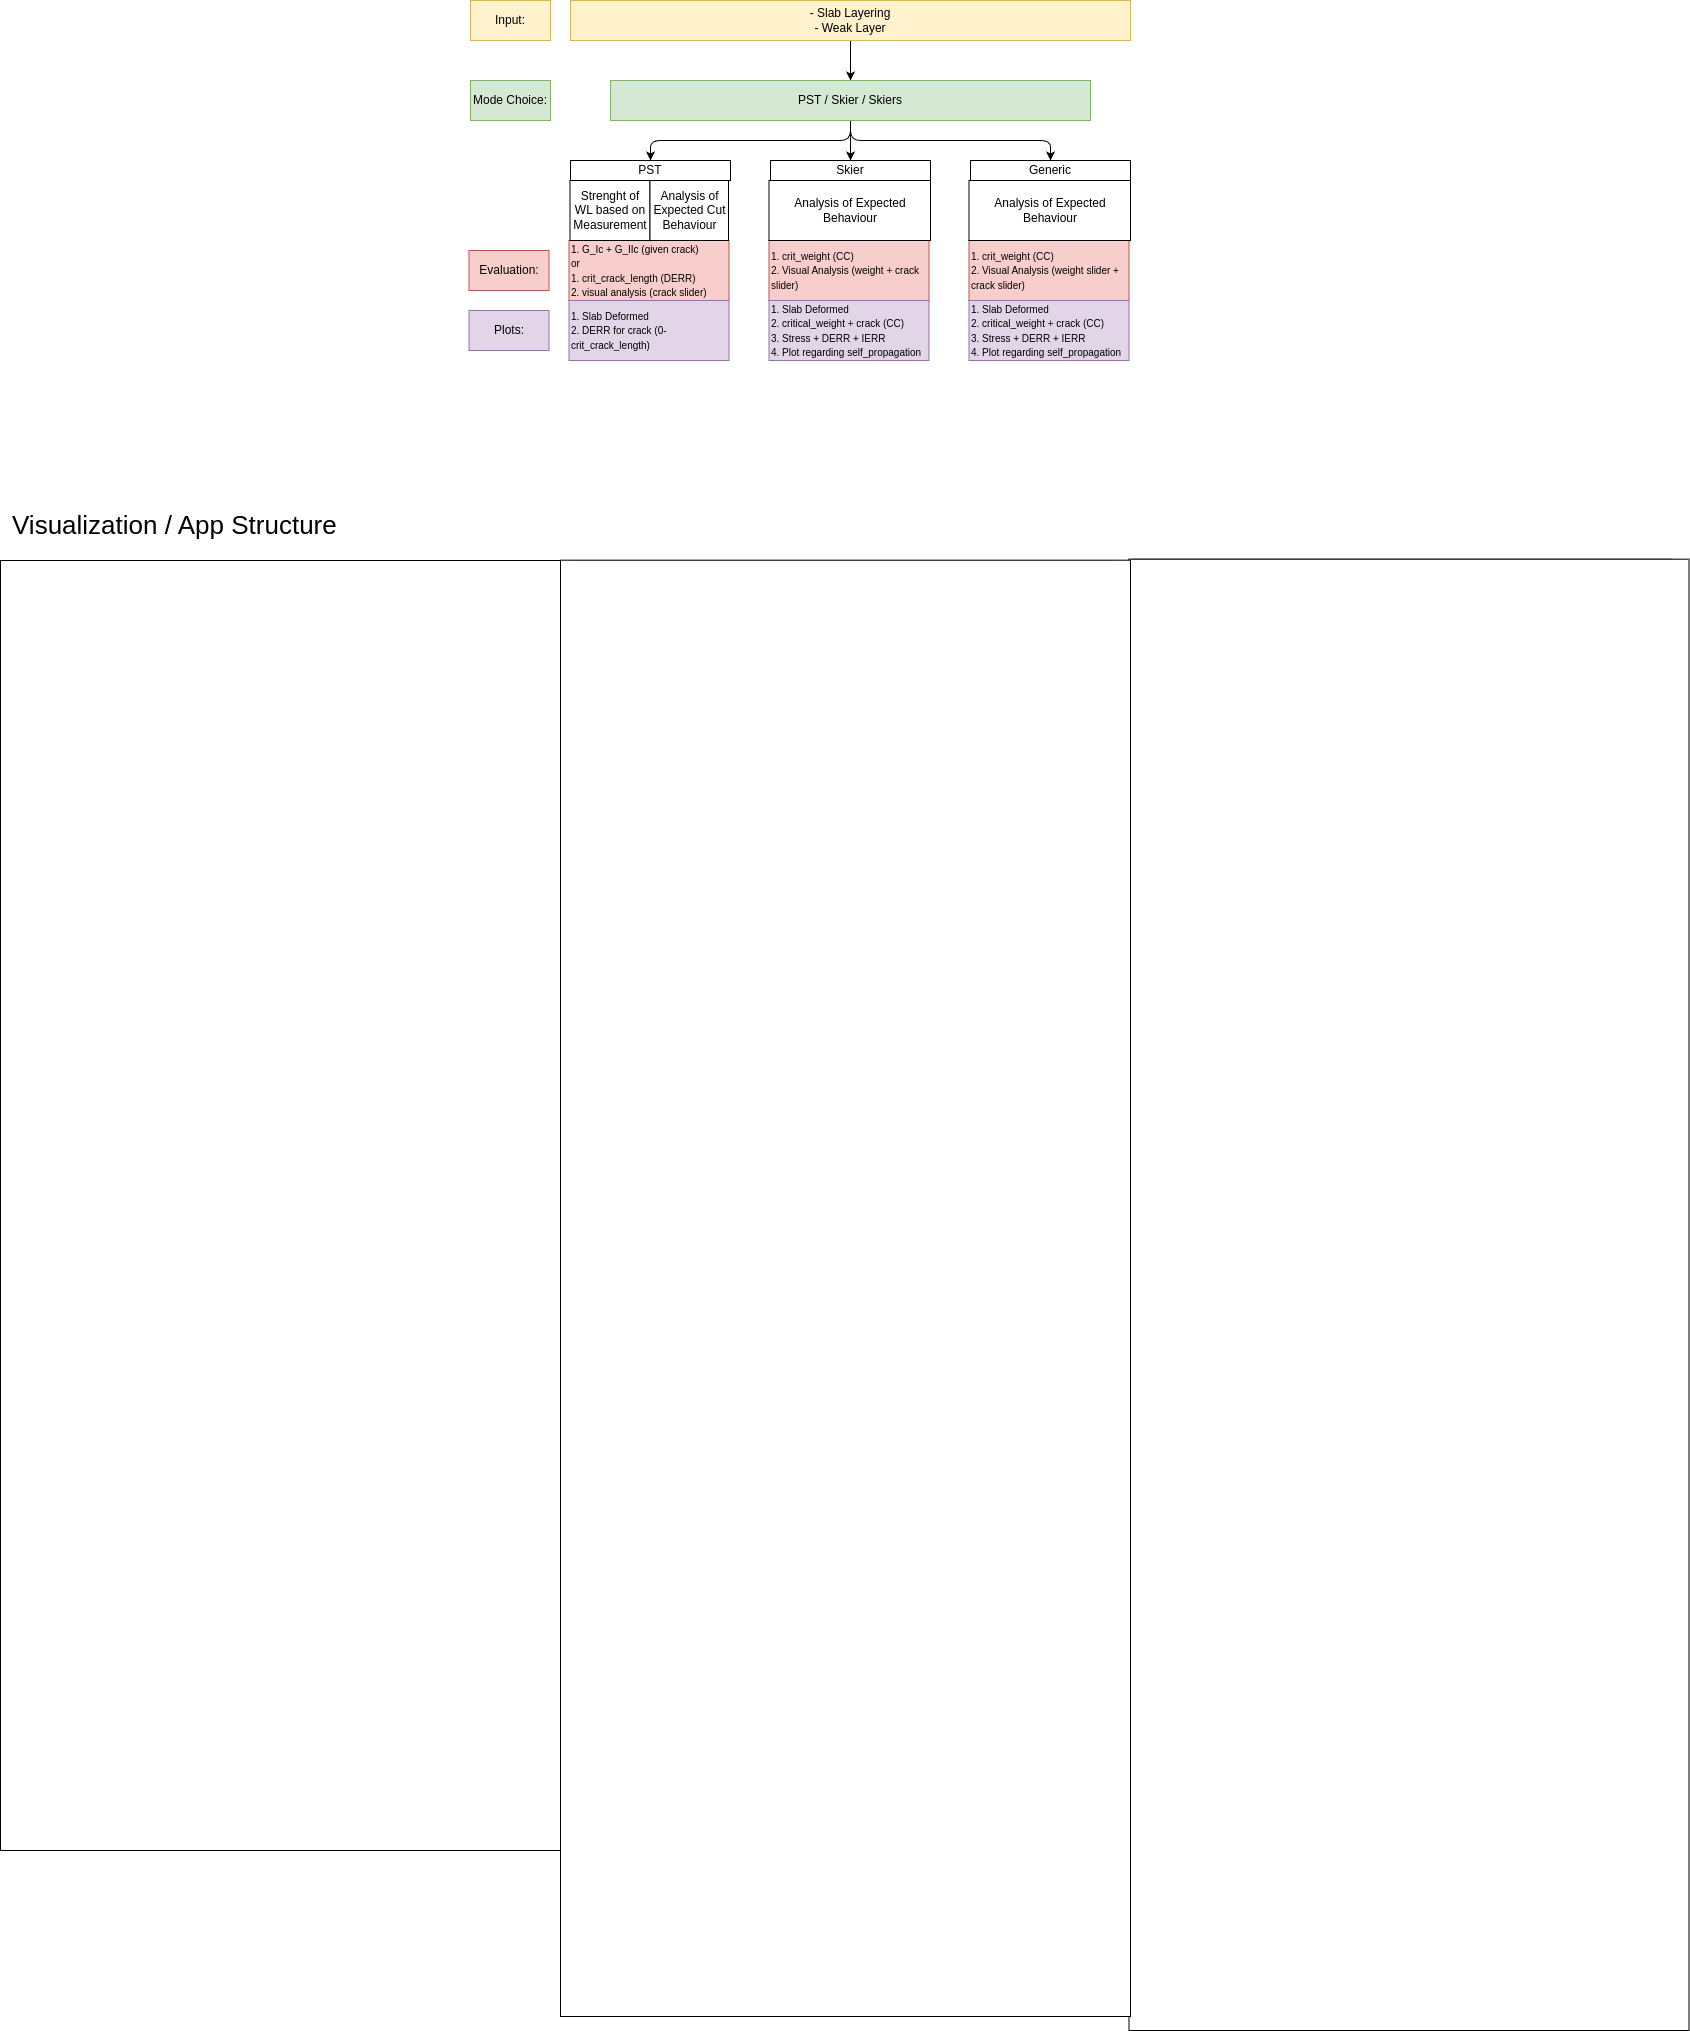 Input:
- Slab Layering
- Weak Layer
Mode Choice:
PST / Skier / Skiers
PST
Skier
Generic
Strenght of
WL based on
Measurement
Analysis of
Expected Cut
Behaviour
Analysis of Expected
Behaviour
Analysis of Expected
Behaviour
Evaluation:
1. G_Ic + G_IIc (given crack)
or
1. crit_crack_length (DERR)
2. visual analysis (crack slider)
1. crit_weight (CC)
2. Visual Analysis (weight + crack
slider)
1. crit_weight (CC)
2. Visual Analysis (weight slider +
crack slider)
Plots:
1. Slab Deformed
2. DERR for crack (0-
crit_crack_length)
1. Slab Deformed
2. critical_weight + crack (CC)
3. Stress + DERR + IERR
4. Plot regarding self_propagation
1. Slab Deformed
2. critical_weight + crack (CC)
3. Stress + DERR + IERR
4. Plot regarding self_propagation
Visualization / App Structure